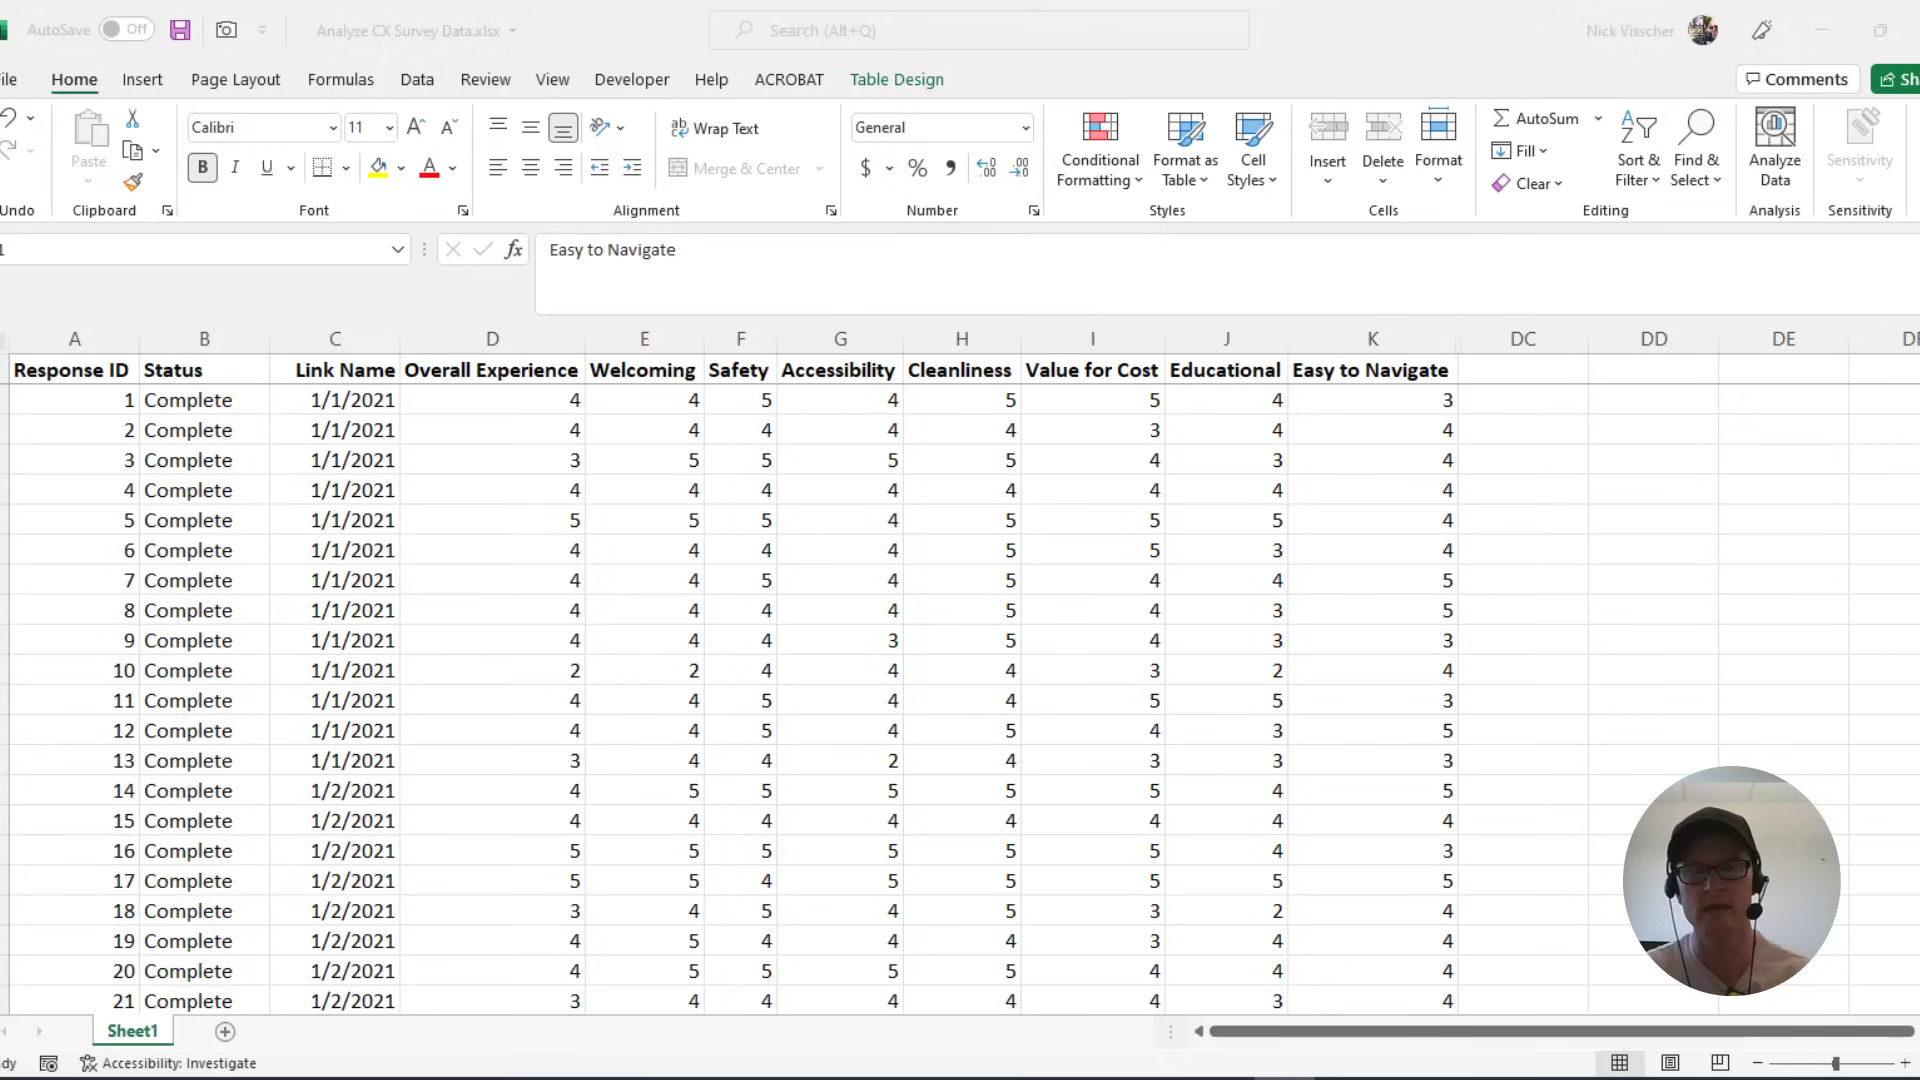 AutoSave Off Analyze CX Survey Data.xlsx Search (Alt+Q) Nick Visscher
ile Home Insert Page Layout Formulas Data Review View Developer Help ACROBAT Table Design Comments Sh
Calibri 11 Wrap Text General AutoSum
Paste B I U Merge & Center $ % Conditional Formatting Format as Table Cell Styles Insert Delete Format Fill Clear Sort & Filter Find & Select Analyze Data Sensitivity
Undo Clipboard Font Alignment Number Styles Cells Editing Analysis Sensitivity
1 fx Easy to Navigate
A B C D E F G H I J K DC DD DE DF
Response ID Status Link Name Overall Experience Welcoming Safety Accessibility Cleanliness Value for Cost Educational Easy to Navigate
1 Complete 1/1/2021 4 4 5 4 5 5 4 3
2 Complete 1/1/2021 4 4 4 4 4 3 4 4
3 Complete 1/1/2021 3 5 5 5 5 4 3 4
4 Complete 1/1/2021 4 4 4 4 4 4 4 4
5 Complete 1/1/2021 5 5 5 4 5 5 5 4
6 Complete 1/1/2021 4 4 4 4 5 5 3 4
7 Complete 1/1/2021 4 4 5 4 5 4 4 5
8 Complete 1/1/2021 4 4 4 4 5 4 3 5
9 Complete 1/1/2021 4 4 4 3 5 4 3 3
10 Complete 1/1/2021 2 2 4 4 4 3 2 4
11 Complete 1/1/2021 4 4 5 4 4 5 5 3
12 Complete 1/1/2021 4 4 5 4 5 4 3 5
13 Complete 1/1/2021 3 4 4 2 4 3 3 3
14 Complete 1/2/2021 4 5 5 5 5 5 4 5
15 Complete 1/2/2021 4 4 4 4 4 4 4 4
16 Complete 1/2/2021 5 5 5 5 5 5 4 3
17 Complete 1/2/2021 5 5 4 5 5 5 5 5
18 Complete 1/2/2021 3 4 5 4 5 3 2 4
19 Complete 1/2/2021 4 5 4 4 4 3 4 4
20 Complete 1/2/2021 4 5 5 5 5 4 4 4
21 Complete 1/2/2021 3 4 4 4 4 4 3 4
Sheet1
dy Accessibility: Investigate